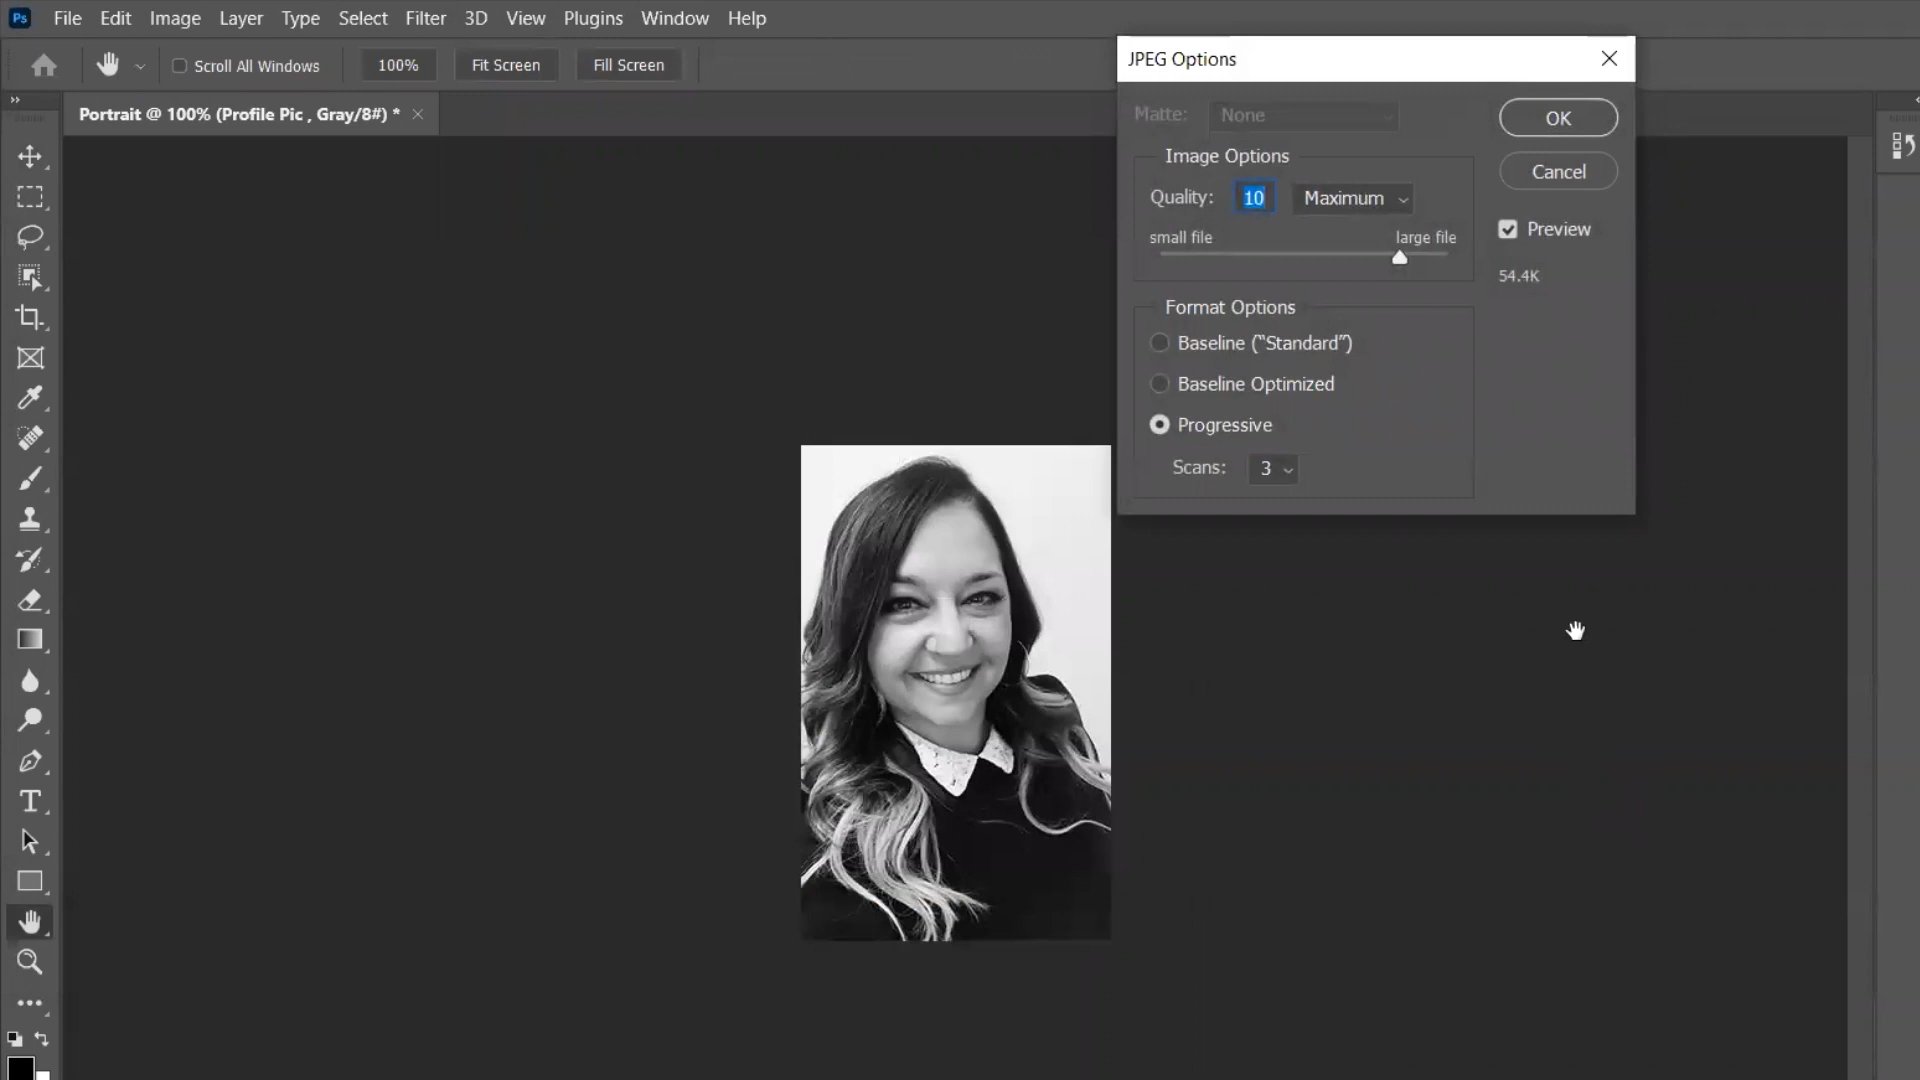 Ps File Edit Image Layer Type Select Filter 3D View Plugins Window Help
Scroll All Windows 100% Fit Screen Fill Screen
Portrait @ 100% (Profile Pic , Gray/8#) *
JPEG Options
Matte: None
OK
Image Options
Cancel
Quality: 10 Maximum
small file large file
Preview
54.4K
Format Options
Baseline (“Standard”)
Baseline Optimized
Progressive
Scans: 3